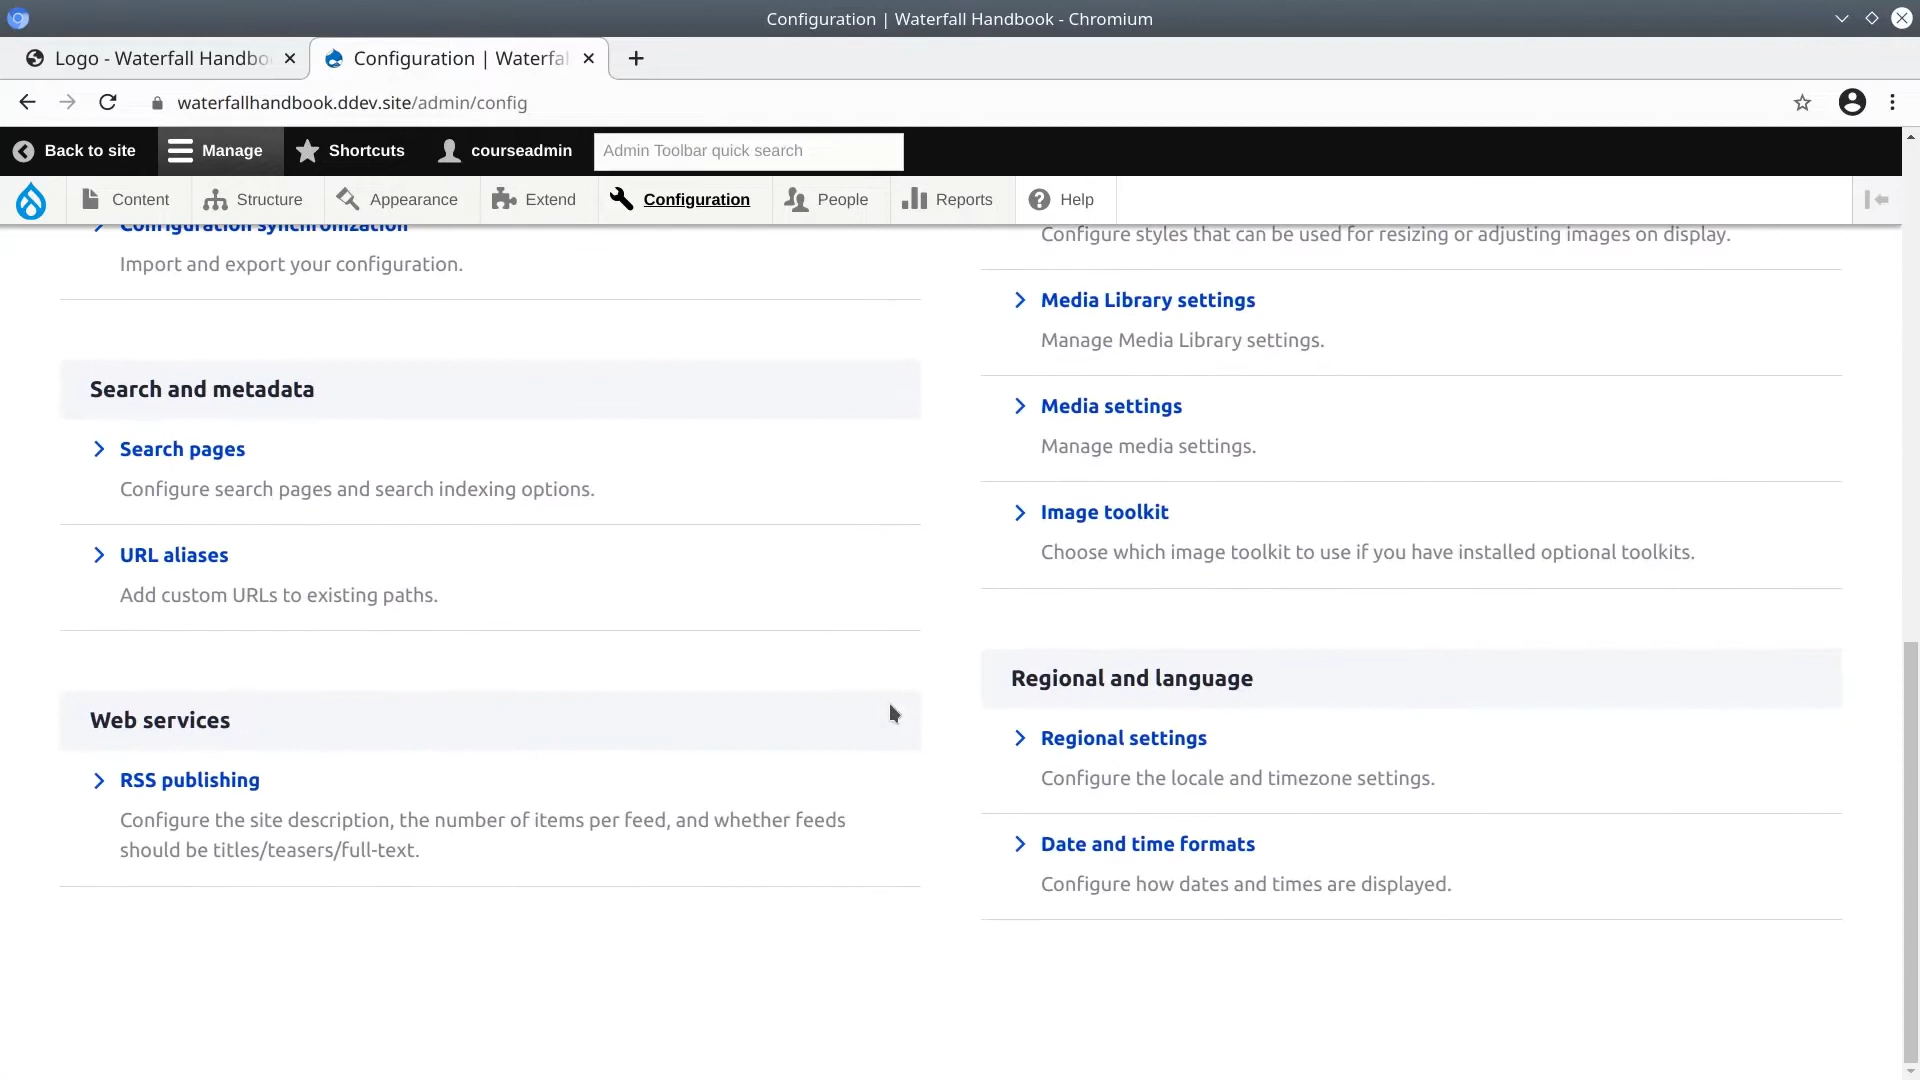 Configuration | Waterfall Handbook - Chromium
Logo - Waterfall Handbo
Configuration | Waterfal
waterfallhandbook.ddev.site/admin/config
Back to site
Manage
Shortcuts
courseadmin
Admin Toolbar quick search
Content
Structure
Appearance
Extend
Configuration
People
Reports
Help
Configuration synchronization
Import and export your configuration.
Search and metadata
Search pages
Configure search pages and search indexing options.
URL aliases
Add custom URLs to existing paths.
Web services
RSS publishing
Configure the site description, the number of items per feed, and whether feeds
should be titles/teasers/full-text.
Configure styles that can be used for resizing or adjusting images on display.
Media Library settings
Manage Media Library settings.
Media settings
Manage media settings.
Image toolkit
Choose which image toolkit to use if you have installed optional toolkits.
Regional and language
Regional settings
Configure the locale and timezone settings.
Date and time formats
Configure how dates and times are displayed.